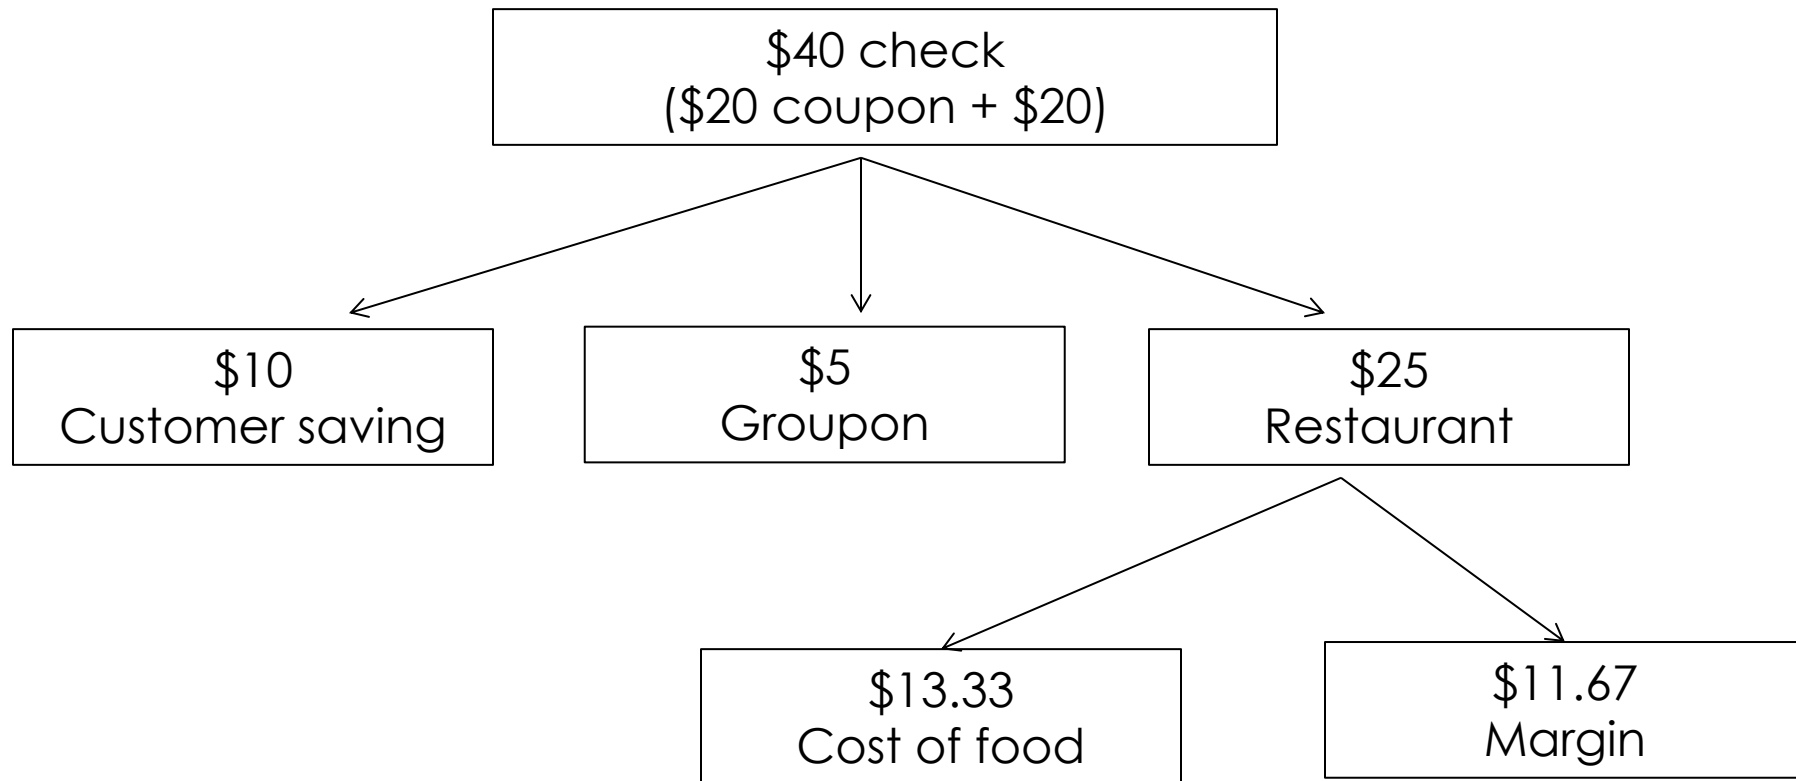 $40 check
($20 coupon + $20)
$10
Customer saving
$5
Groupon
$25
Restaurant
$13.33
Cost of food
$11.67
Margin